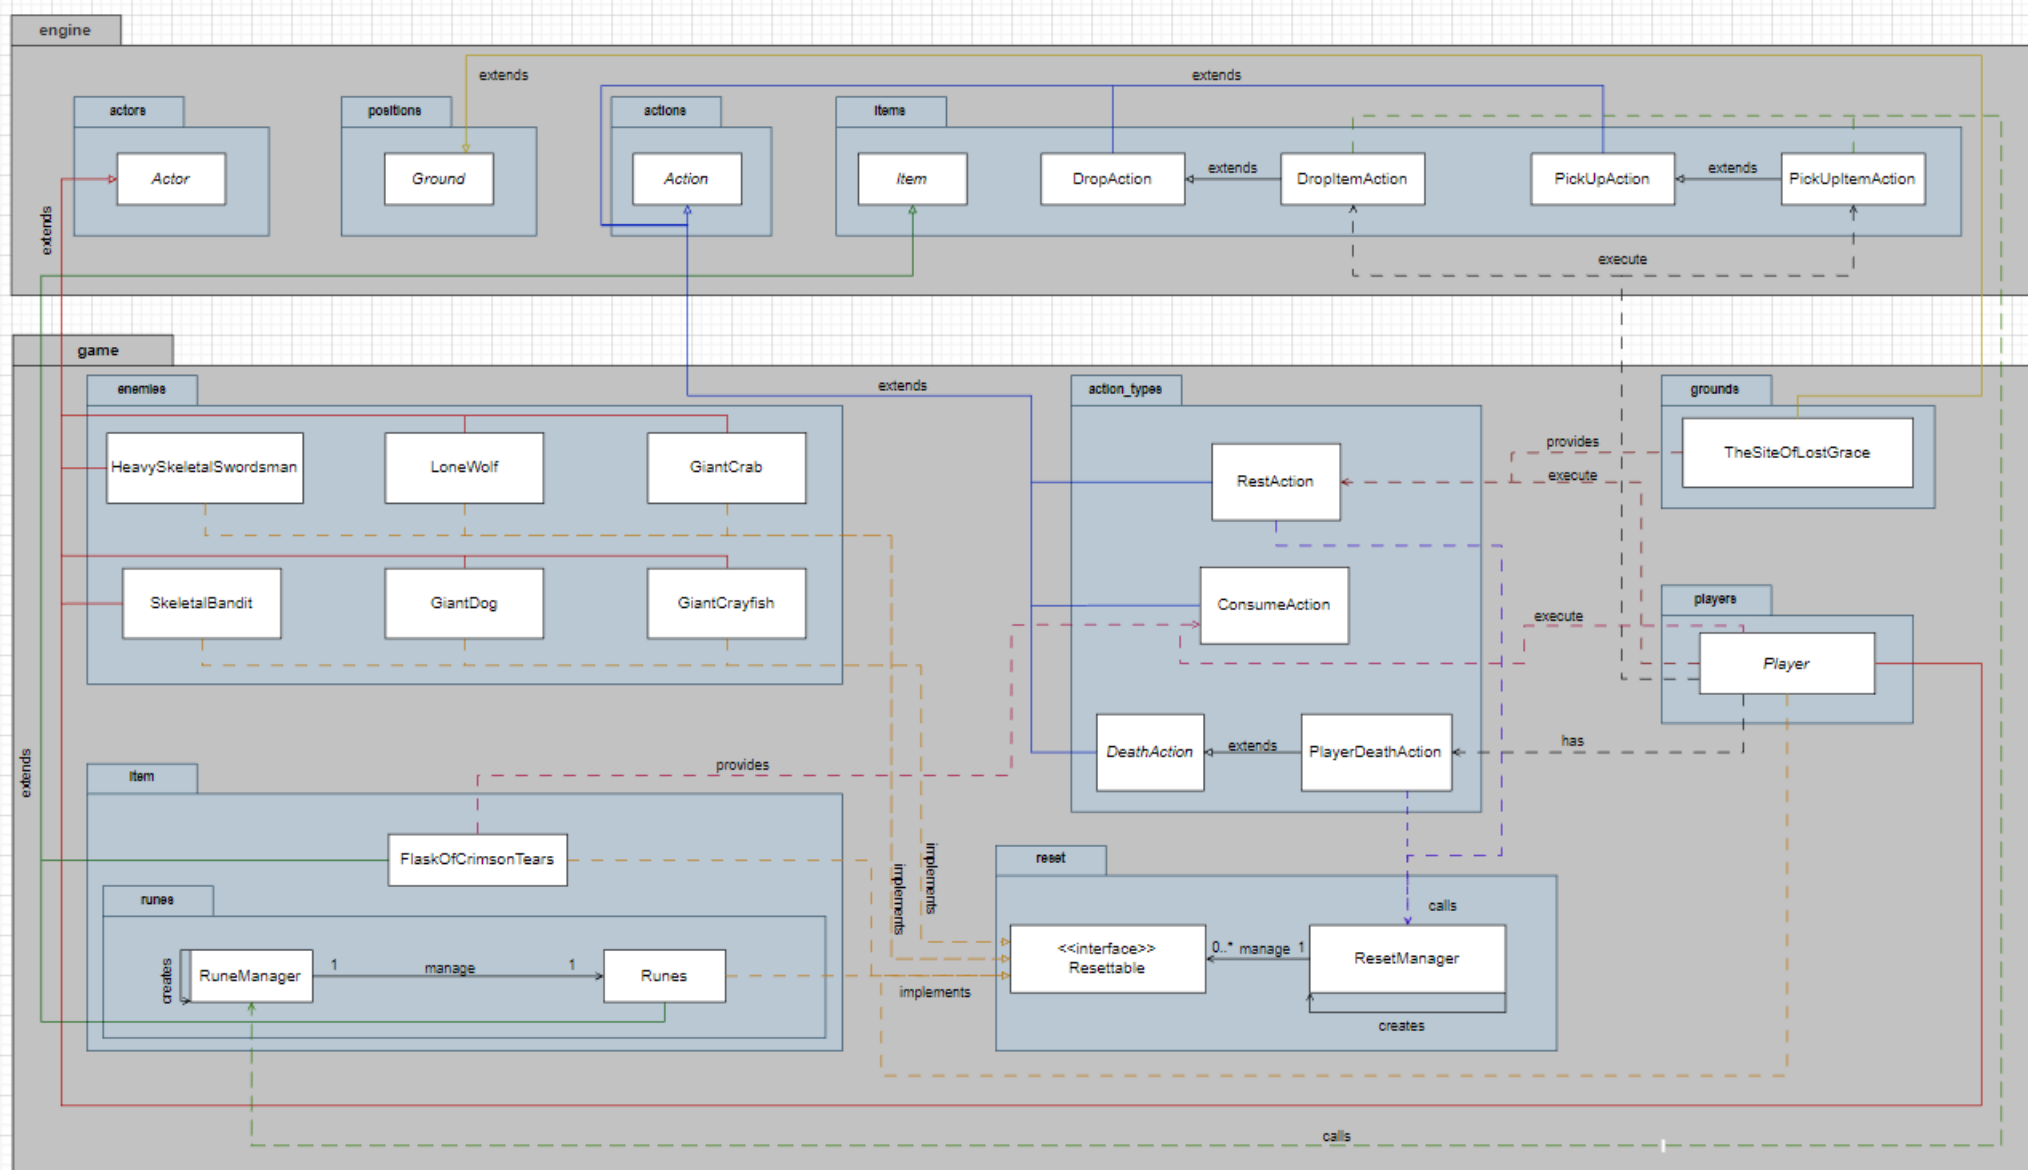 engine
extends
extends
actors
positions
actions
items
Actor
Ground
Action
Item
DropAction
extends
DropItemAction
PickUpAction
extends
PickUpItemAction
extends
execute
game
enemies
extends
action_types
grounds
HeavySkeletalSwordsman
LoneWolf
GiantCrab
RestAction
provides
execute
TheSiteOfLostGrace
SkeletalBandit
GiantDog
GiantCrayfish
ConsumeAction
execute
players
Player
extends
item
provides
DeathAction
extends
PlayerDeathAction
has
FlaskOfCrimsonTears
implements
implements
reset
runes
calls
creates
RuneManager
1
manage
1
Runes
implements
<<interface>>
Resettable
0..*
manage
1
ResetManager
creates
calls